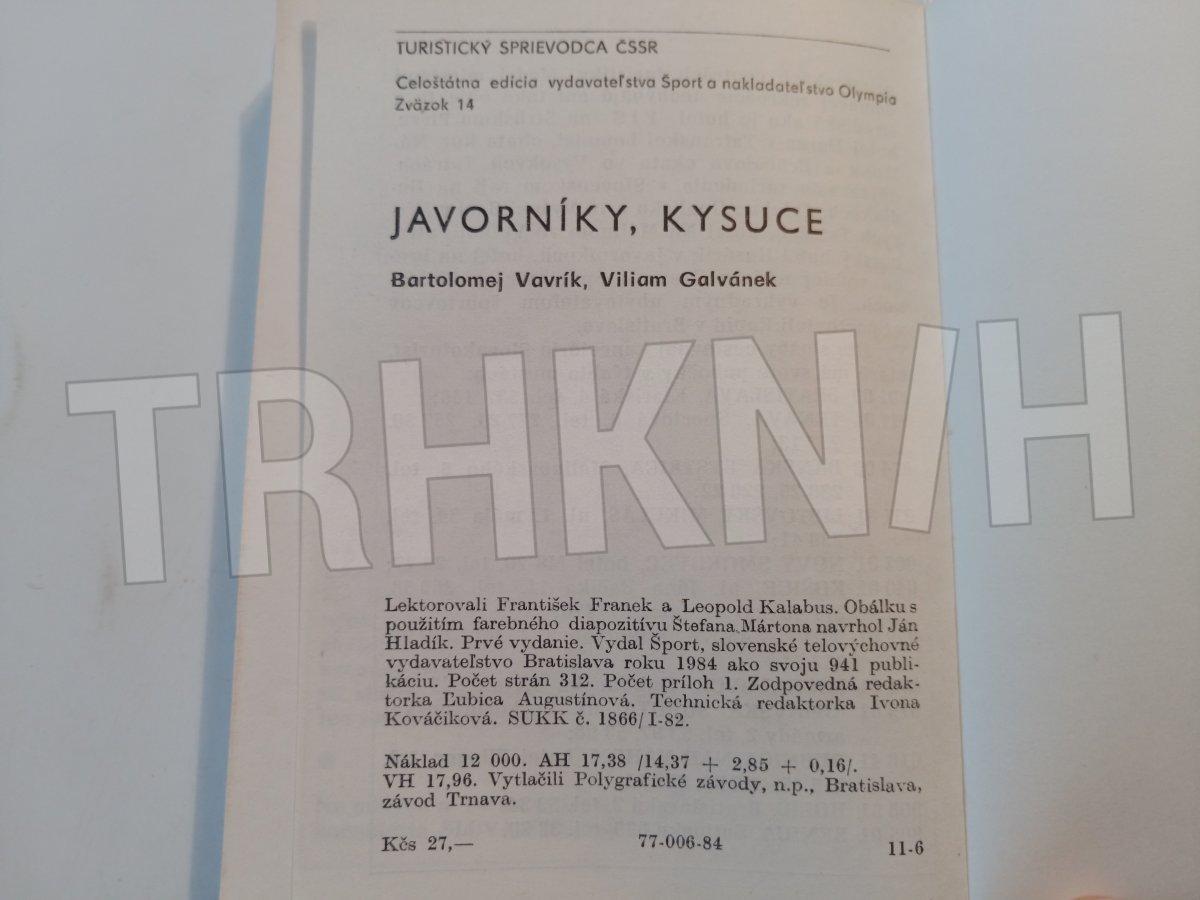 TURISTICKÝ SPRIEVODCA ČSSR
Celoštátna edícia vydavateľstva Šport a nakladateľstva Olympia
Zväzok 14
JAVORNÍKY, KYSUCE
Bartolomej Vavrík, Viliam Galvánek
TRHKNÍH
Lektorovali František Franek a Leopold Kalabus. Obálku s
použitím farebného diapozitívu Štefana Mártona navrhol Ján
Hladík. Prvé vydanie. Vydal Šport, slovenské telovýchovné
vydavateľstvo Bratislava roku 1984 ako svoju 941 publi-
káciu. Počet strán 312. Počet príloh 1. Zodpovedná redak-
torka Ľubica Augustínová. Technická redaktorka Ivona
Kováčiková. SÚKK č. 1866/I-82.
Náklad 12 000. AH 17,38 /14,37 + 2,85 + 0,16/.
VH 17,96. Vytlačili Polygrafické závody, n.p., Bratislava,
závod Trnava.
Kčs 27,— 77-006-84 11-6